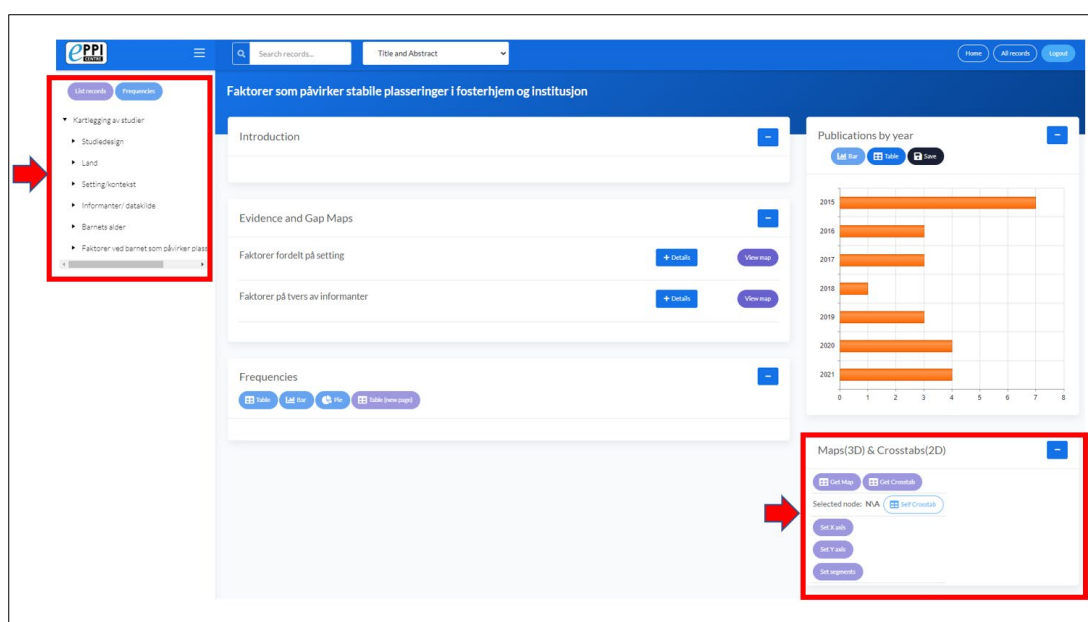 ePPI
CENTRE
Search records...
Title and Abstract
Home
All records
Logout
List records
Frequencies
Kartlegging av studier
Studiedesign
Land
Setting/kontekst
Informanter/ datakilde
Barnets alder
Faktorer ved barnet som påvirker plass
Faktorer som påvirker stabile plasseringer i fosterhjem og institusjon
Introduction
Evidence and Gap Maps
Faktorer fordelt på setting
+ Details
View map
Faktorer på tvers av informanter
+ Details
View map
Frequencies
Table
Bar
Pie
Table (new page)
Publications by year
Bar
Table
Save
2015
2016
2017
2018
2019
2020
2021
0 1 2 3 4 5 6 7 8
Maps(3D) & Crosstabs(2D)
Get Map
Get Crosstab
Selected node: N\A
Self Crosstab
Set X axis
Set Y axis
Set segments